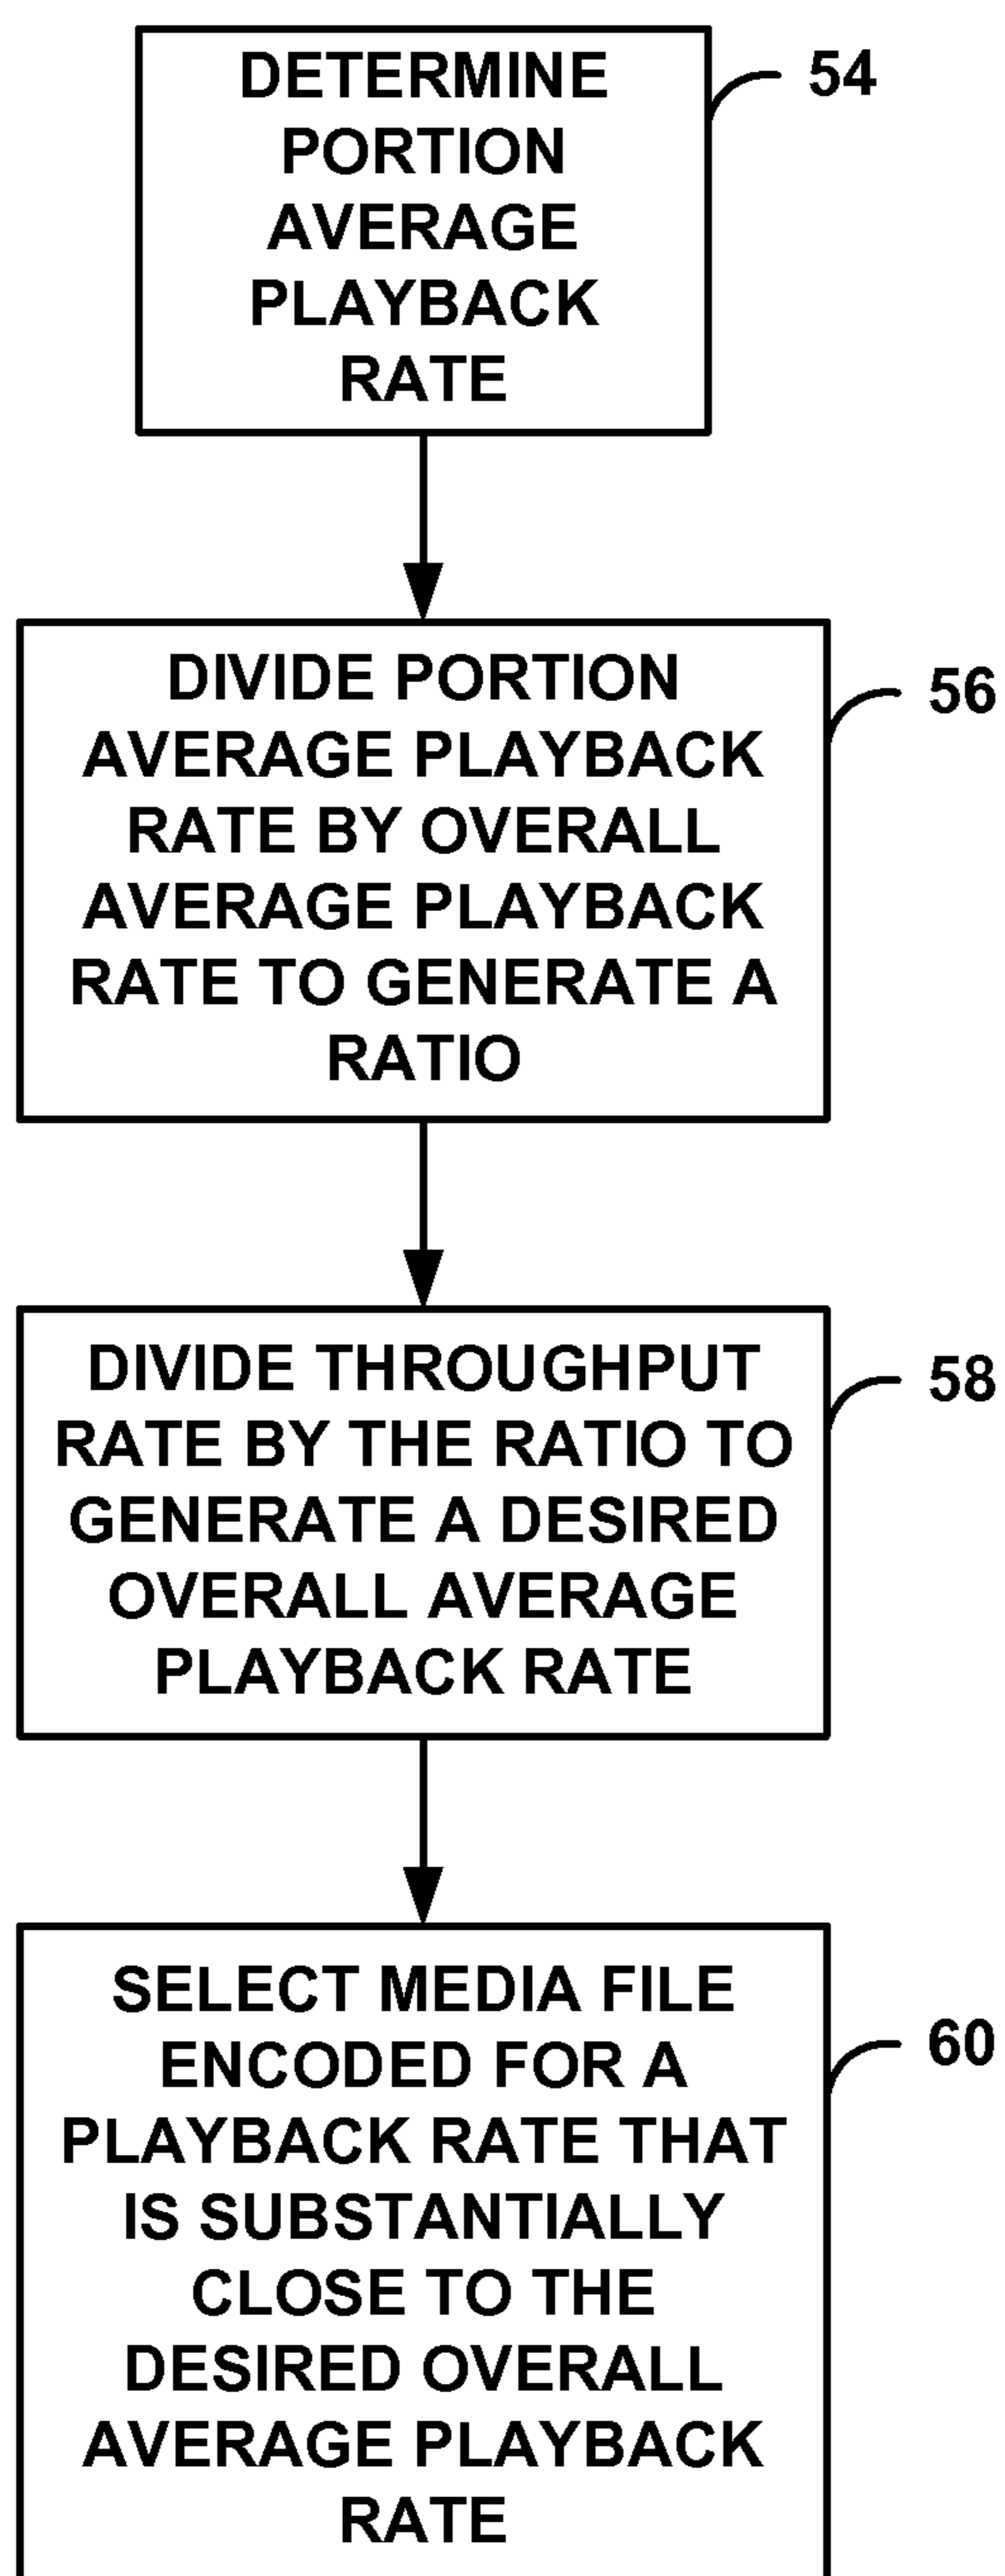 DETERMINE
PORTION
AVERAGE
PLAYBACK
RATE
54
DIVIDE PORTION
AVERAGE PLAYBACK
RATE BY OVERALL
AVERAGE PLAYBACK
RATE TO GENERATE A
RATIO
56
DIVIDE THROUGHPUT
RATE BY THE RATIO TO
GENERATE A DESIRED
OVERALL AVERAGE
PLAYBACK RATE
58
SELECT MEDIA FILE
ENCODED FOR A
PLAYBACK RATE THAT
IS SUBSTANTIALLY
CLOSE TO THE
DESIRED OVERALL
AVERAGE PLAYBACK
RATE
60